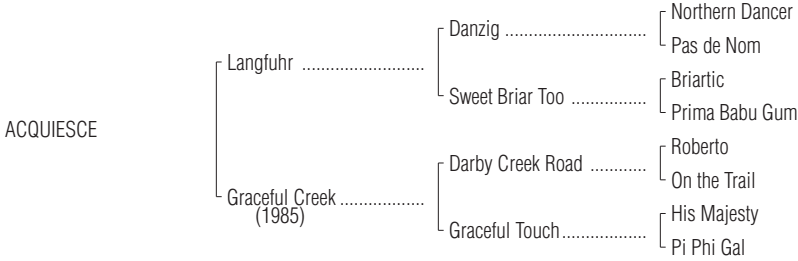 Northern Dancer
Danzig ................................
Pas de Nom
Langfuhr ...........................
Briartic
Sweet Briar Too .................
Prima Babu Gum
ACQUIESCE
Roberto
Darby Creek Road .............
On the Trail
Graceful Creek ...................
(1985)
His Majesty
Graceful Touch...................
Pi Phi Gal